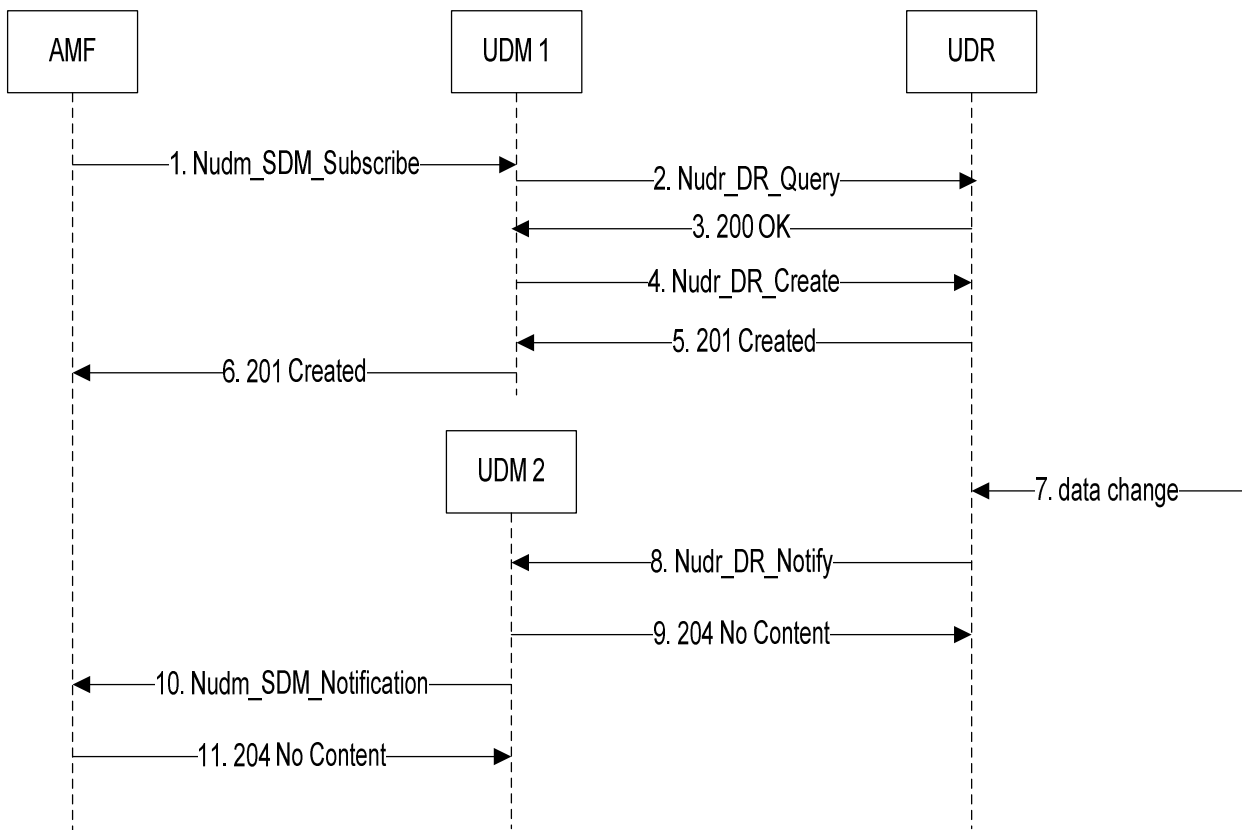 AMF
UDM 1
UDR
1. Nudm_SDM_Subscribe
2. Nudr_DR_Query
3. 200 OK
4. Nudr_DR_Create
5. 201 Created
6. 201 Created
UDM 2
7. data change
8. Nudr_DR_Notify
9. 204 No Content
10. Nudm_SDM_Notification
11. 204 No Content